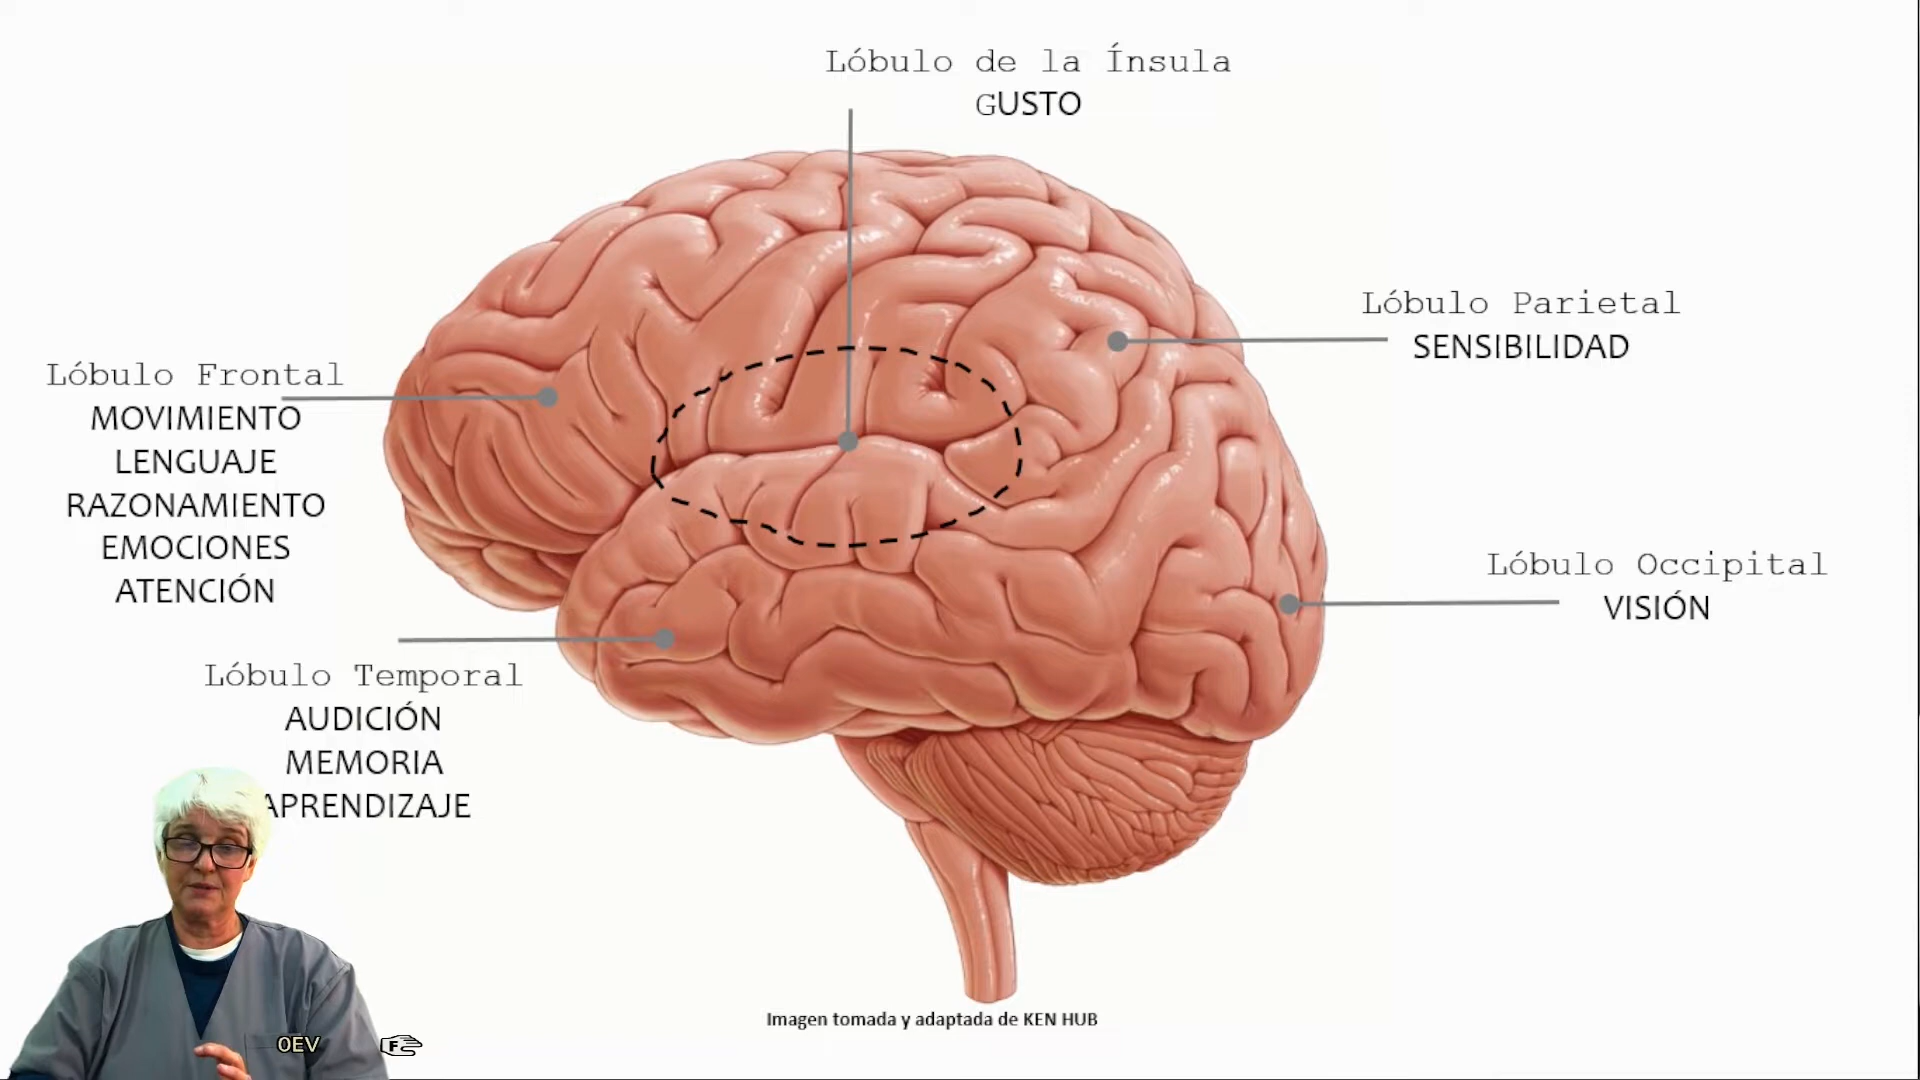 Lóbulo de la Ínsula
GUSTO
Lóbulo Parietal
SENSIBILIDAD
Lóbulo Frontal
MOVIMIENTO
LENGUAJE
RAZONAMIENTO
EMOCIONES
ATENCIÓN
Lóbulo Occipital
VISIÓN
Lóbulo Temporal
AUDICIÓN
MEMORIA
APRENDIZAJE
Imagen tomada y adaptada de KEN HUB
OEV
F